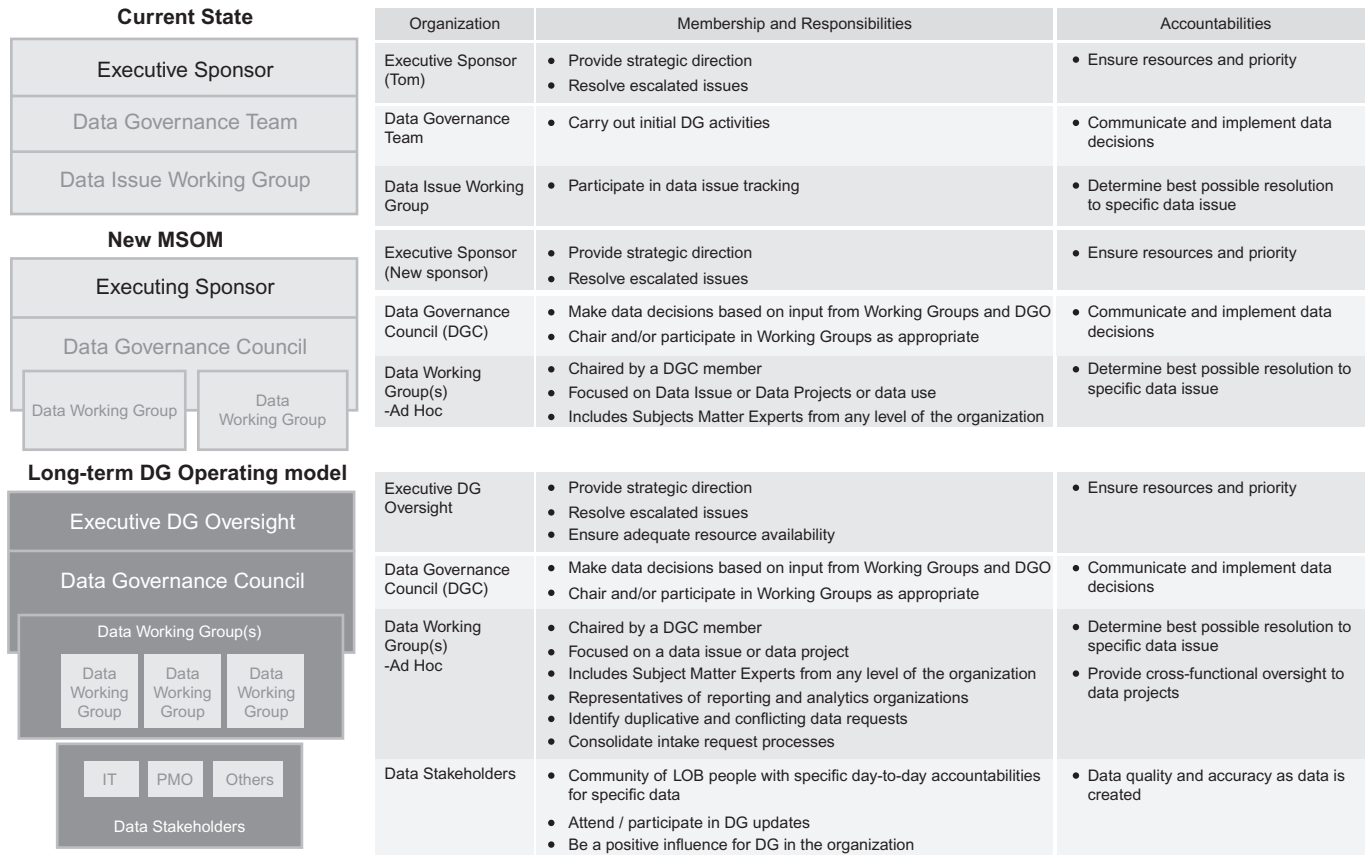 Current State
Executive Sponsor
Data Governance Team
Data Issue Working Group
Organization
Membership and Responsibilities
Accountabilities
Executive Sponsor
(Tom)
• Provide strategic direction
• Resolve escalated issues
• Ensure resources and priority
Data Governance
Team
• Carry out initial DG activities
• Communicate and implement data
decisions
Data Issue Working
Group
• Participate in data issue tracking
• Determine best possible resolution
to specific data issue
New MSOM
Executing Sponsor
Data Governance Council
Data Working Group
Data
Working Group
Executive Sponsor
(New sponsor)
• Provide strategic direction
• Resolve escalated issues
• Ensure resources and priority
Data Governance
Council (DGC)
• Make data decisions based on input from Working Groups and DGO
• Chair and/or participate in Working Groups as appropriate
• Communicate and implement data
decisions
Data Working
Group(s)
-Ad Hoc
• Chaired by a DGC member
• Focused on Data Issue or Data Projects or data use
• Includes Subjects Matter Experts from any level of the organization
• Determine best possible resolution to
specific data issue
Long-term DG Operating model
Executive DG Oversight
Data Governance Council
Data Working Group(s)
Data
Working
Group
Data
Working
Group
Data
Working
Group
IT
PMO
Others
Data Stakeholders
Executive DG
Oversight
• Provide strategic direction
• Resolve escalated issues
• Ensure adequate resource availability
• Ensure resources and priority
Data Governance
Council (DGC)
• Make data decisions based on input from Working Groups and DGO
• Chair and/or participate in Working Groups as appropriate
• Communicate and implement data
decisions
Data Working
Group(s)
-Ad Hoc
• Chaired by a DGC member
• Focused on a data issue or data project
• Includes Subject Matter Experts from any level of the organization
• Representatives of reporting and analytics organizations
• Identify duplicative and conflicting data requests
• Consolidate intake request processes
• Determine best possible resolution to
specific data issue
• Provide cross-functional oversight to
data projects
Data Stakeholders
• Community of LOB people with specific day-to-day accountabilities
for specific data
• Attend / participate in DG updates
• Be a positive influence for DG in the organization
• Data quality and accuracy as data is
created